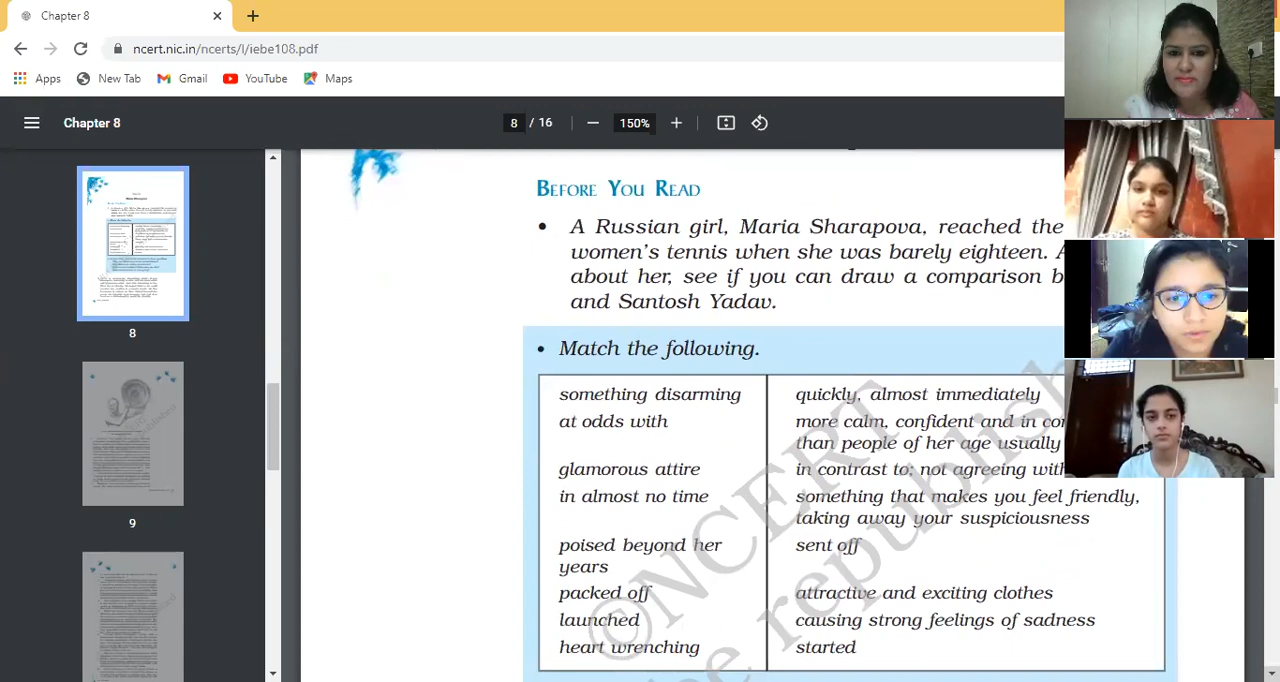 Chapter 8
ncert.nic.in/ncerts/l/iebe108.pdf
Apps New Tab Gmail YouTube Maps
Chapter 8
8 / 16
150%
BEFORE YOU READ
• A Russian girl, Maria Sharapova, reached the
women's tennis when she was barely eighteen.
about her, see if you can draw a comparison
and Santosh Yadav.
• Match the following.
something disarming
quickly, almost immediately
at odds with
more calm, confident and in
than people of her age usually
glamorous attire
in contrast to; not agreeing with
in almost no time
something that makes you feel friendly,
taking away your suspiciousness
poised beyond her
years
sent off
packed off
attractive and exciting clothes
launched
causing strong feelings of sadness
heart wrenching
started
©NCERT
be republished
8
9